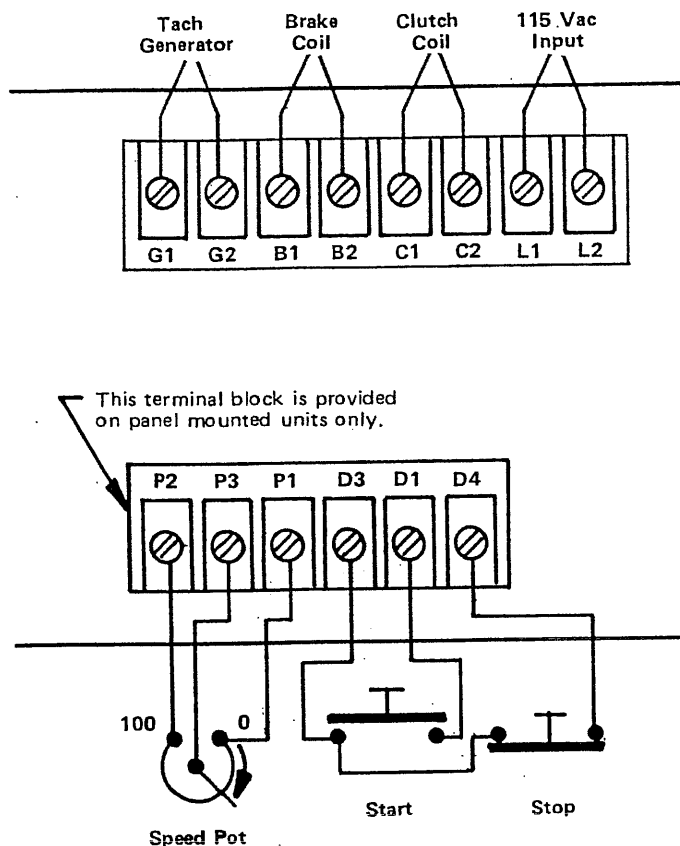 Tach
Generator
Brake
Coil
Clutch
Coil
115 Vac
Input
G1 G2 B1 B2 C1 C2 L1 L2
This terminal block is provided
on panel mounted units only.
P2 P3 P1 D3 D1 D4
100 0
Speed Pot
Start
Stop